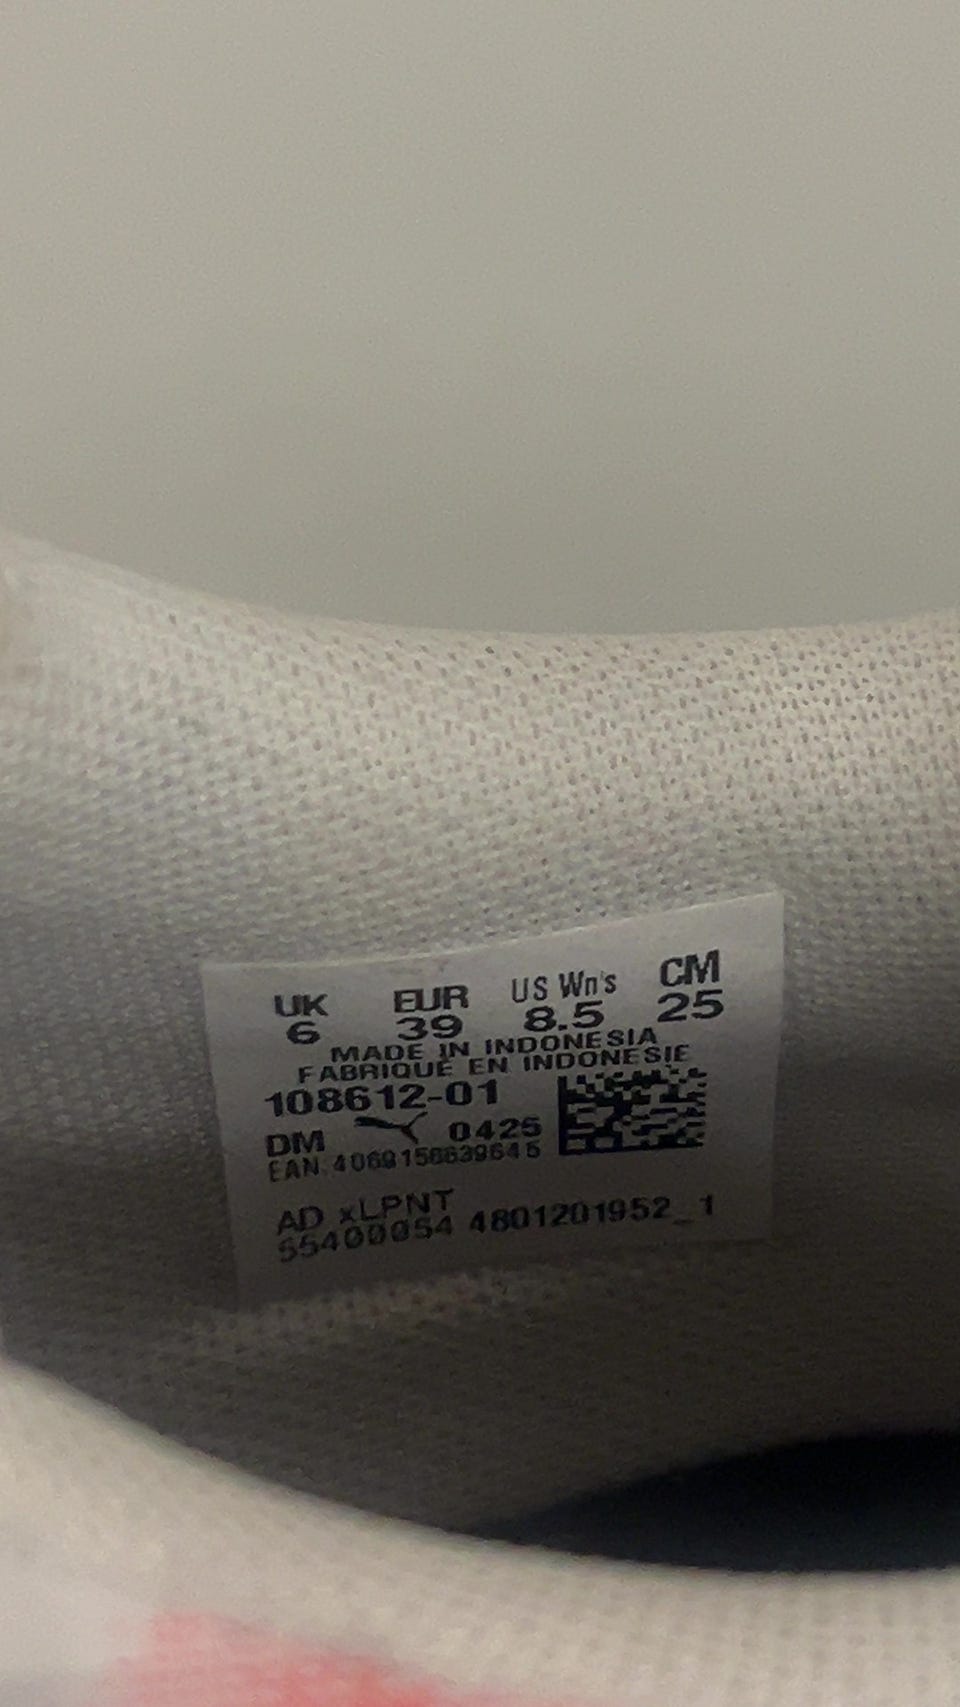 UK EUR US Wn's CM
6 39 8.5 25
MADE IN INDONESIA
FABRIQUÉ EN INDONESIE
108612-01
DM 0425
EAN:4069156639645
AD xLPNT
55400054 4801201952_1